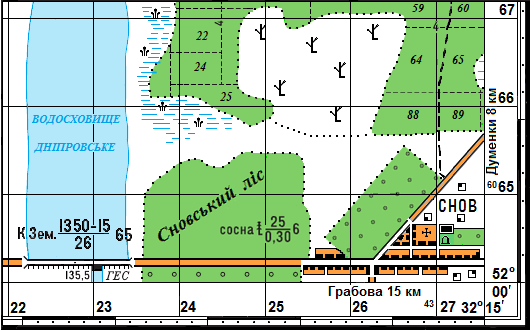 59 60 67
22
24
64 65
25
66
88 89
ВОДОСХОВИЩЕ
ДНІПРОВСЬКЕ
Думенки 8 км
Сновський ліс
60 65
СНОВ
К Зем. 1350-15
26
65
сосна 25
0,30
6
135,5 ГЕС
52°
00′
Грабова 15 км
22 23 24 25 26 43 27 32° 15′